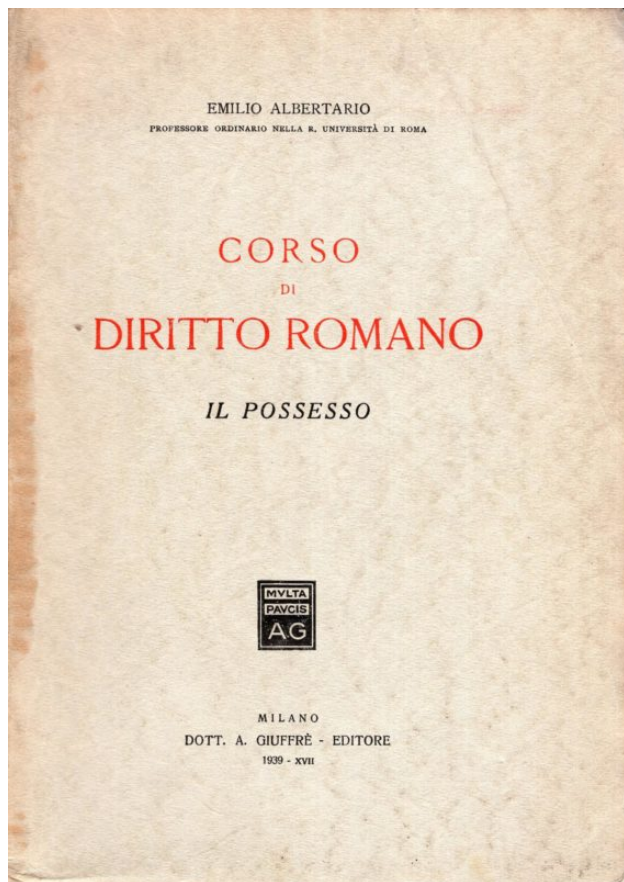 EMILIO ALBERTARIO
PROFESSORE ORDINARIO NELLA R. UNIVERSITÀ DI ROMA
CORSO
DI
DIRITTO ROMANO
IL POSSESSO
MVLTA
PAVCIS
AG
MILANO
DOTT. A. GIUFFRÈ - EDITORE
1939 - XVII